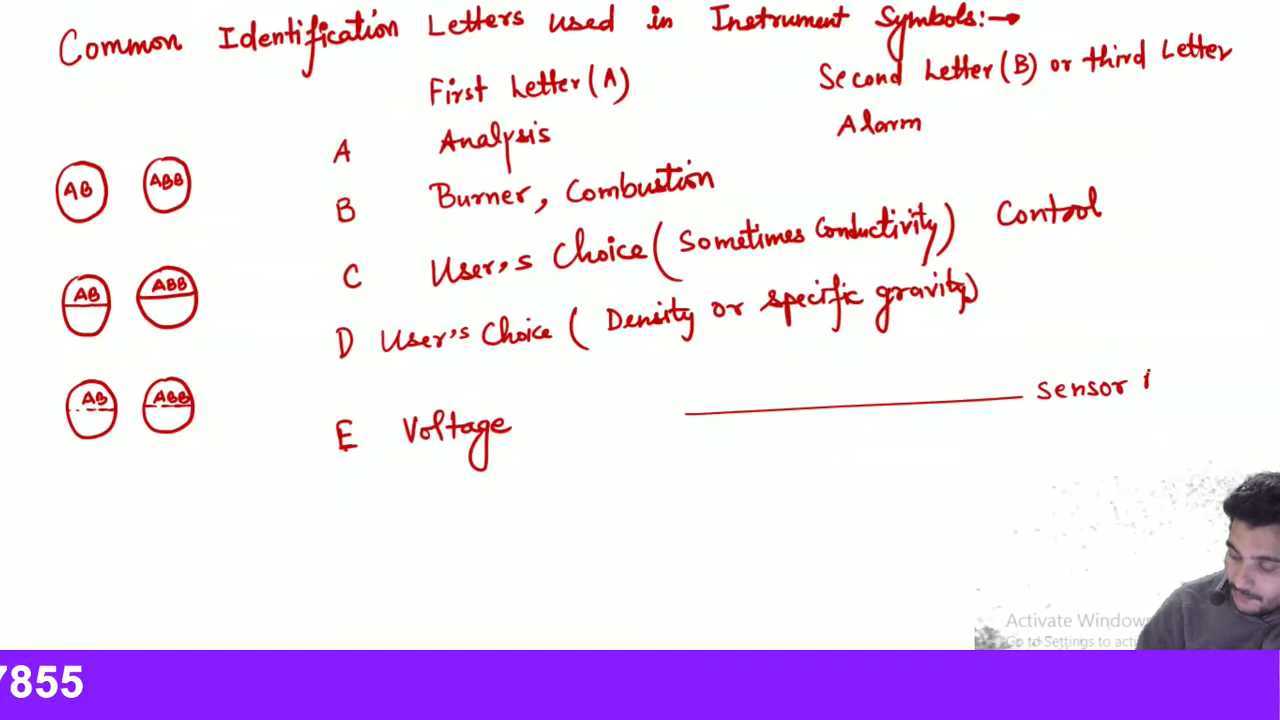 Common Identification Letters used in Instrument Symbols:→
First Letter(A) Second Letter(B) or third Letter
A Analysis Alarm
AB ABB
B Burner, Combustion
C User's Choice (Sometimes Conductivity) Control
AB ABB
D User's Choice ( Density or specific gravity)
AB ABB
E Voltage sensor
Activate Windows
Go to Settings to acti
7855